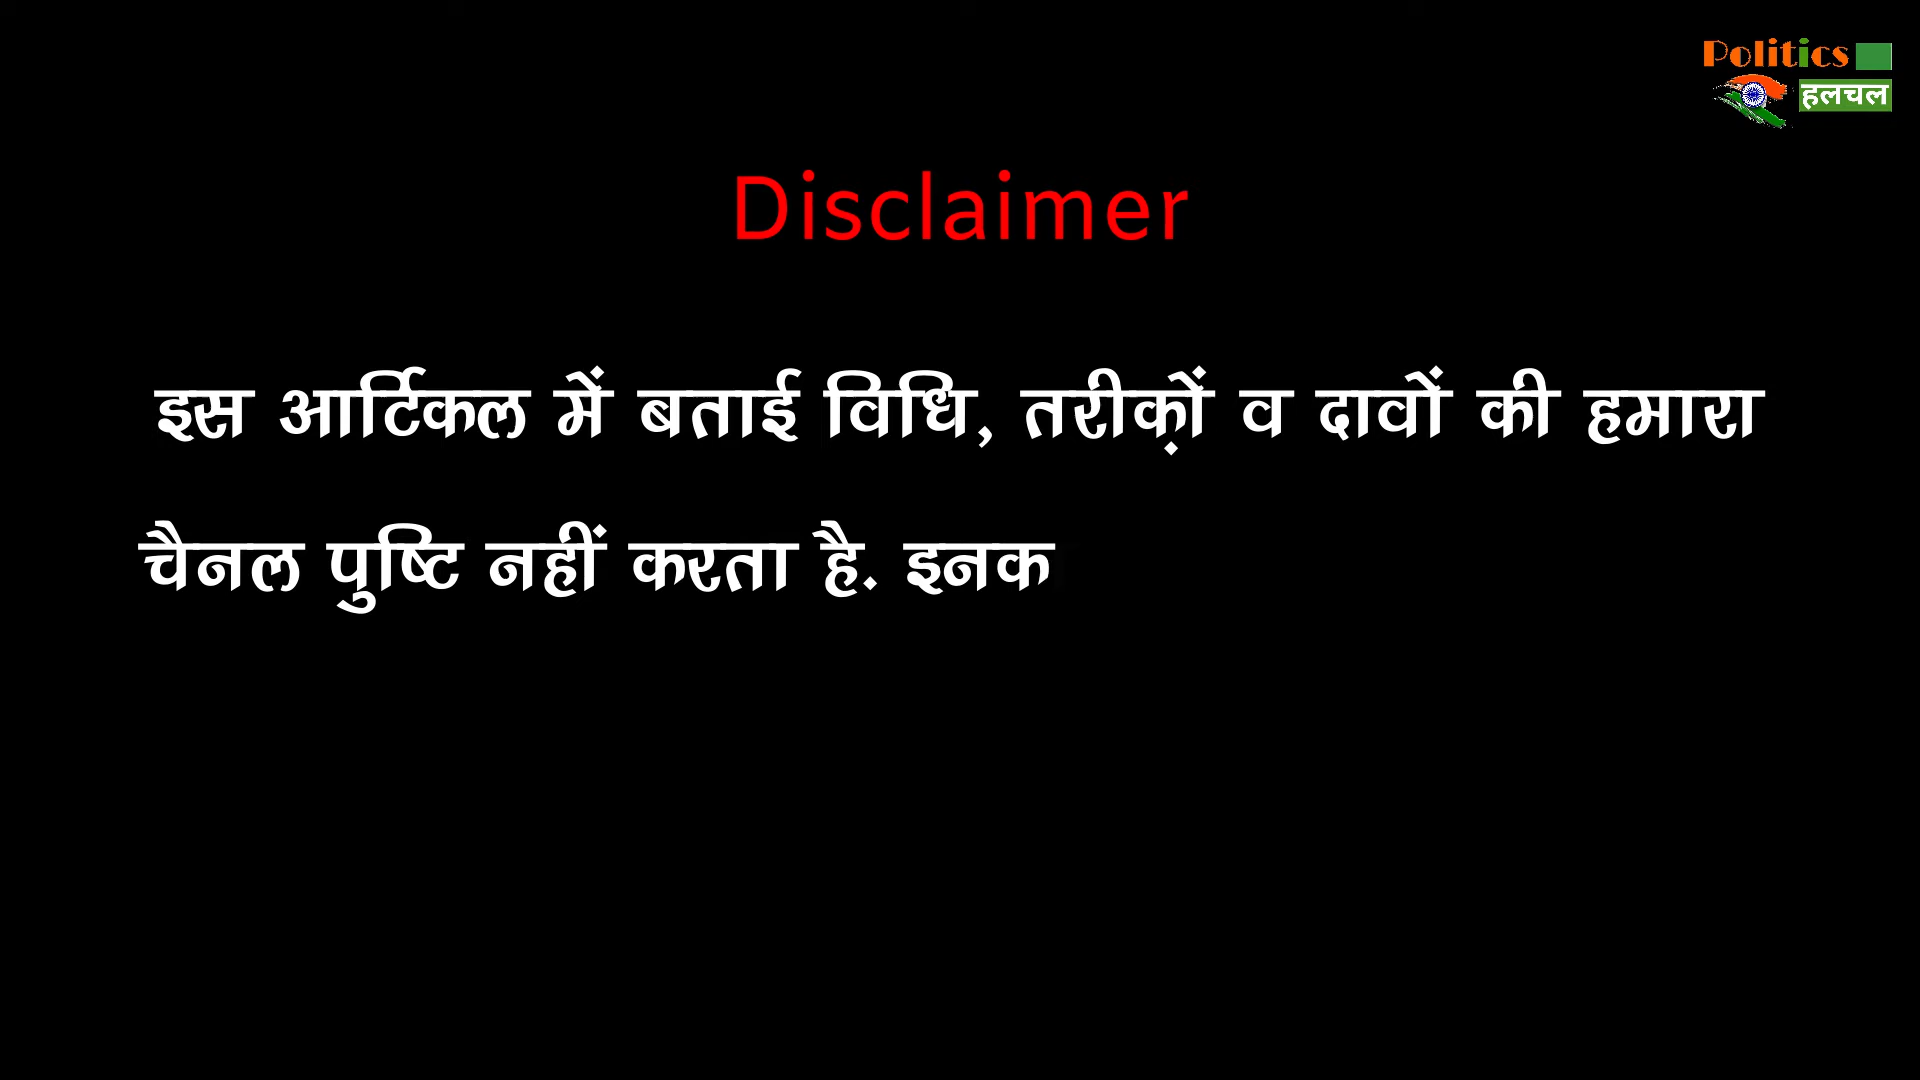 Politics
हलचल
Disclaimer
इस आर्टिकल में बताई विधि, तरीक़ों व दावों की हमारा
चैनल पुष्टि नहीं करता है. इनक